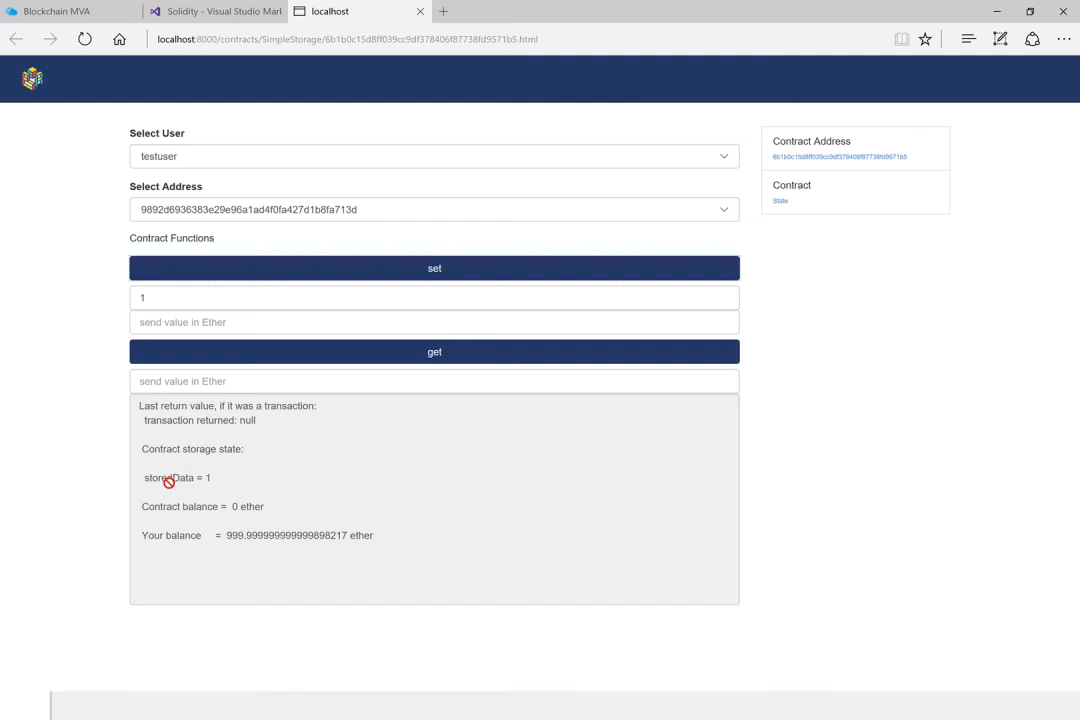 Blockchain MVA
Solidity - Visual Studio Marl
localhost
localhost:8000/contracts/SimpleStorage/6b1b0c15d8ff039cc9df378406f87738fd9571b5.html
Select User
testuser
Select Address
9892d6936383e29e96a1ad4f0fa427d1b8fa713d
Contract Functions
set
1
send value in Ether
get
send value in Ether
Last return value, if it was a transaction:
transaction returned: null
Contract storage state:
storedData = 1
Contract balance = 0 ether
Your balance = 999.999999999999898217 ether
Contract Address
6b1b0c15d8ff039cc9df378406f87738fd9571b5
Contract
State